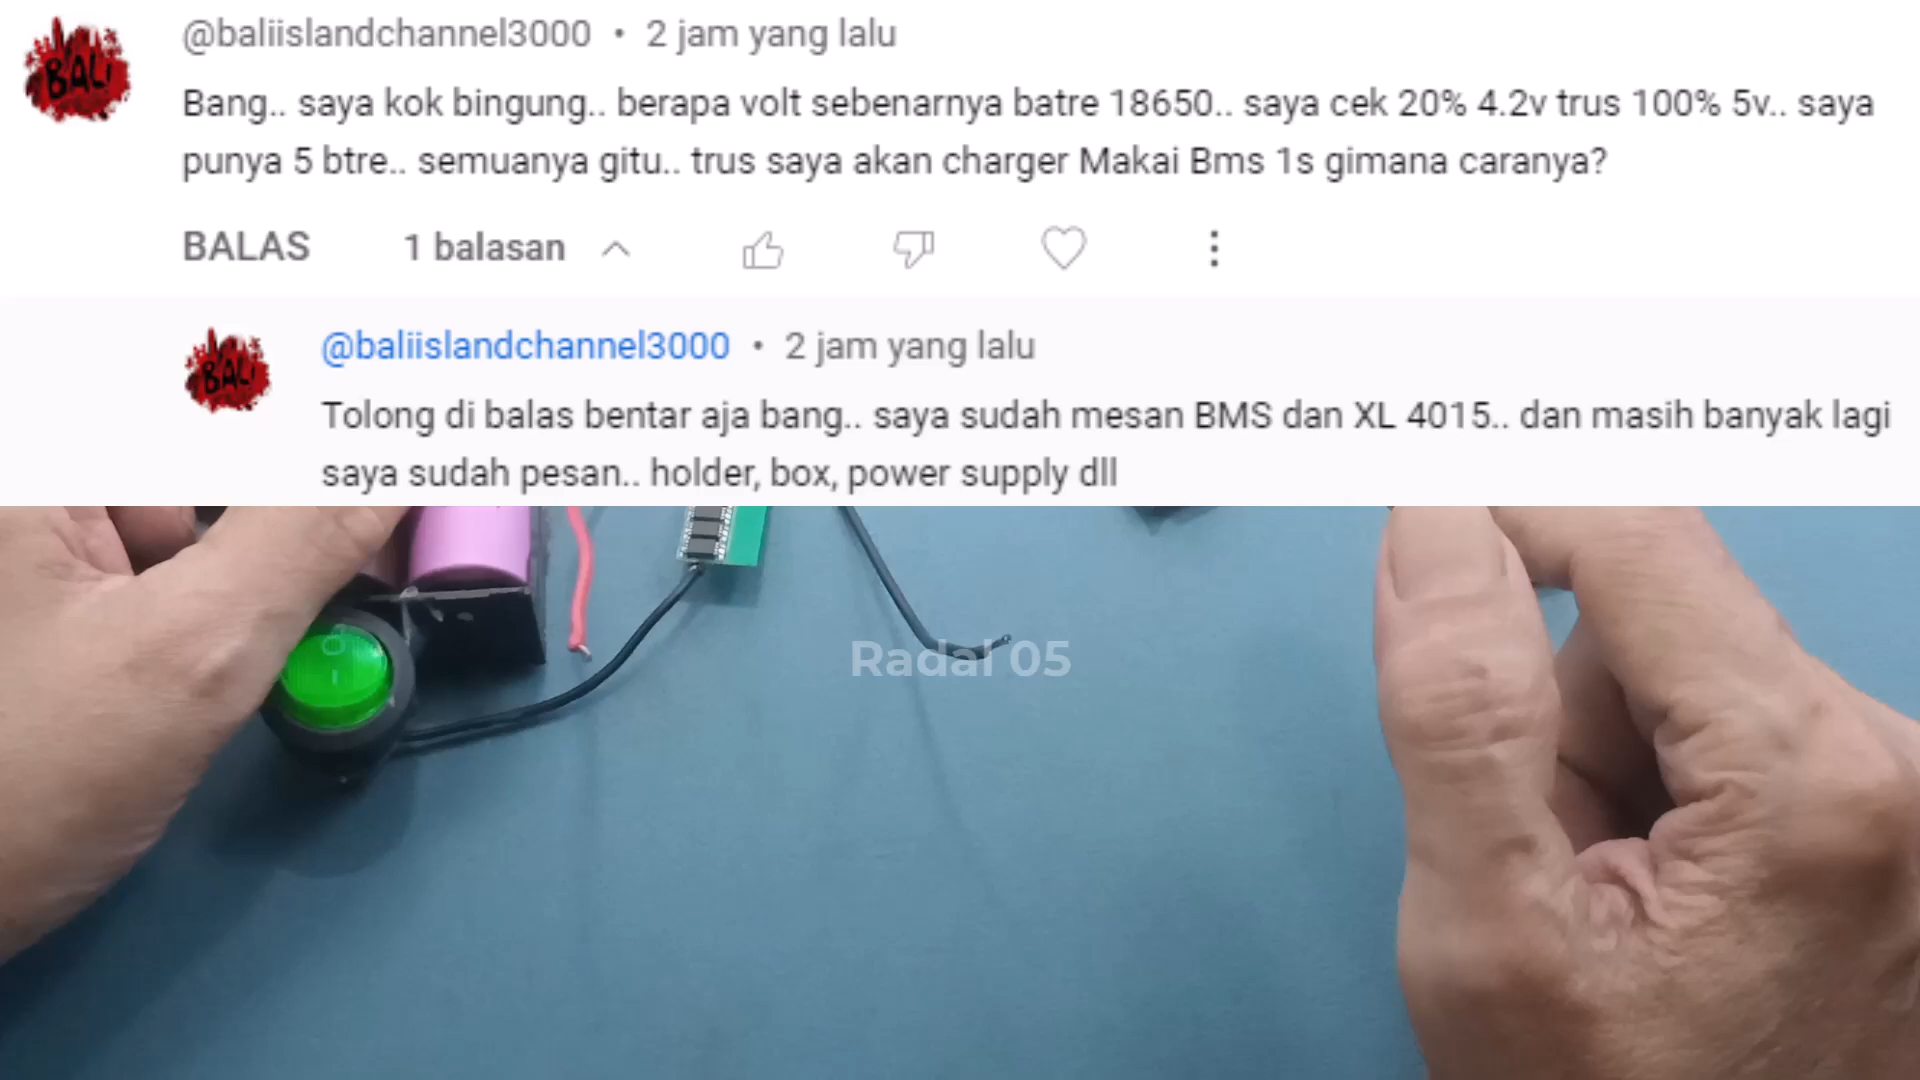 BALI
@baliislandchannel3000 • 2 jam yang lalu
Bang.. saya kok bingung.. berapa volt sebenarnya batre 18650.. saya cek 20% 4.2v trus 100% 5v.. saya
punya 5 btre.. semuanya gitu.. trus saya akan charger Makai Bms 1s gimana caranya?
BALAS 1 balasan
BALI
@baliislandchannel3000 • 2 jam yang lalu
Tolong di balas bentar aja bang.. saya sudah mesan BMS dan XL 4015.. dan masih banyak lagi
saya sudah pesan.. holder, box, power supply dll
Radal 05